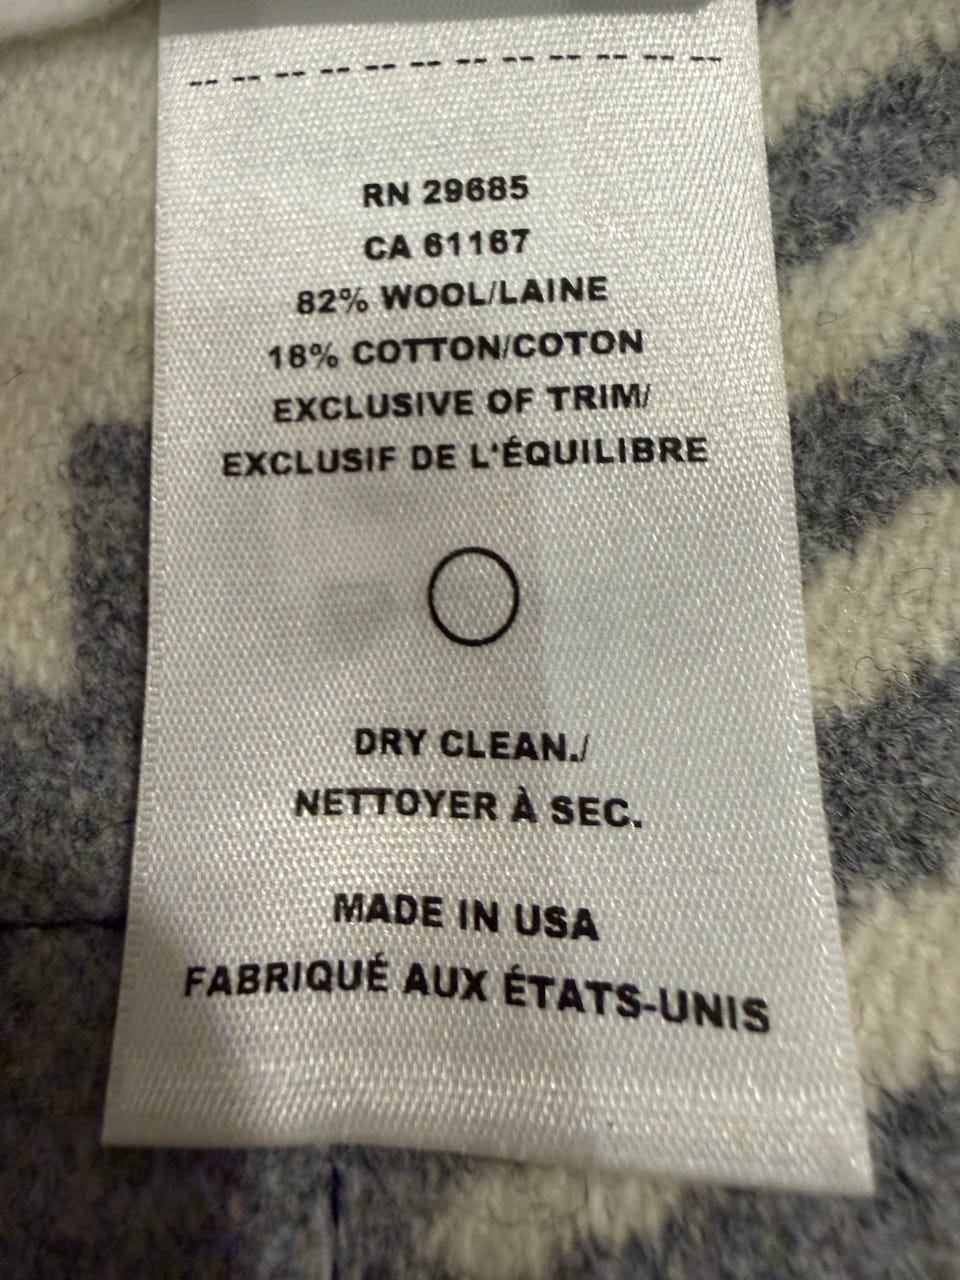 RN 29685
CA 61167
82% WOOL/LAINE
18% COTTON/COTON
EXCLUSIVE OF TRIM/
EXCLUSIF DE L'ÉQUILIBRE
DRY CLEAN./
NETTOYER À SEC.
MADE IN USA
FABRIQUÉ AUX ÉTATS-UNIS